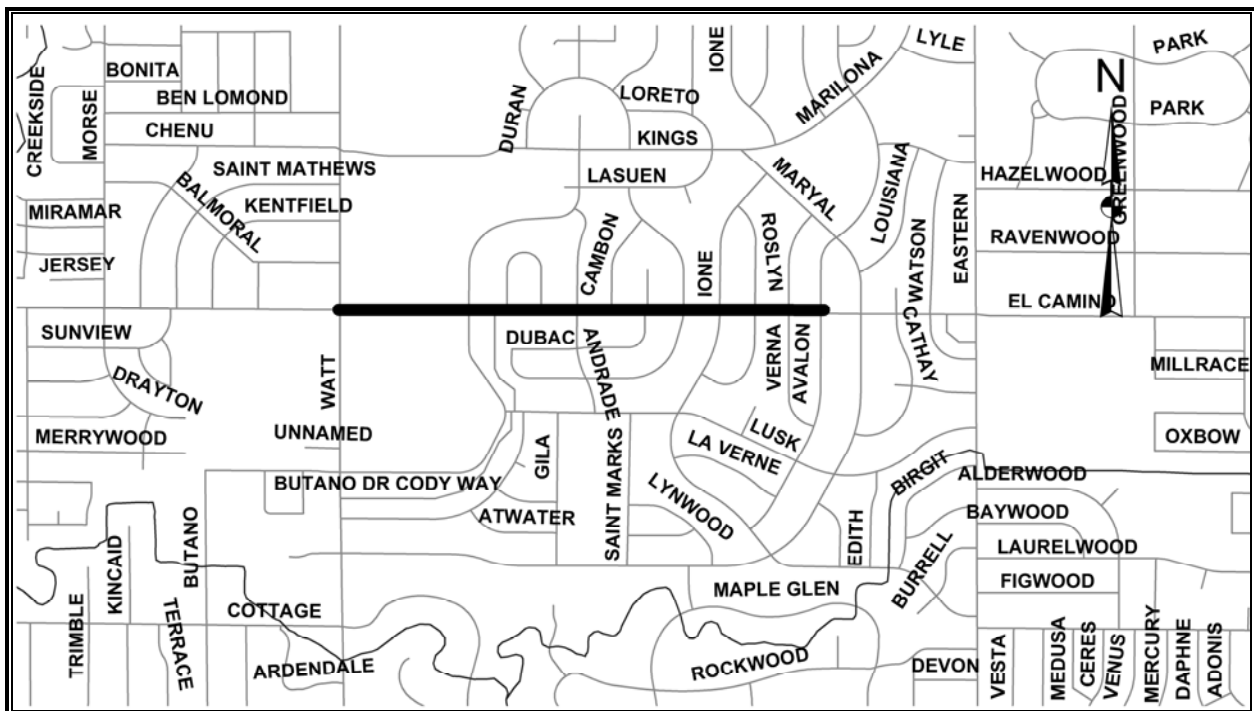 LYLE
PARK
IONE
BONITA
CREEKSIDE
MORSE
BEN LOMOND
DURAN
LORETO
MARILONA
N
PARK
CHENU
KINGS
GREENWOOD
SAINT MATHEWS
LASUEN
MARYAL
LOUISIANA
HAZELWOOD
MIRAMAR
BALMORAL
KENTFIELD
CAMBON
ROSLYN
EASTERN
RAVENWOOD
JERSEY
IONE
WATSON
EL CAMINO
SUNVIEW
DUBAC
ANDRADE
VERNA
AVALON
CATHAY
MILLRACE
DRAYTON
WATT
MERRYWOOD
UNNAMED
GILA
SAINT MARKS
LUSK
LA VERNE
OXBOW
BUTANO DR CODY WAY
LYNWOOD
BIRGIT
ALDERWOOD
ATWATER
BAYWOOD
BUTANO
EDITH
LAURELWOOD
KINCAID
BURRELL
FIGWOOD
MAPLE GLEN
TRIMBLE
TERRACE
COTTAGE
ARDENDALE
ROCKWOOD
DEVON
VESTA
MEDUSA
CERES
VENUS
MERCURY
DAPHNE
ADONIS